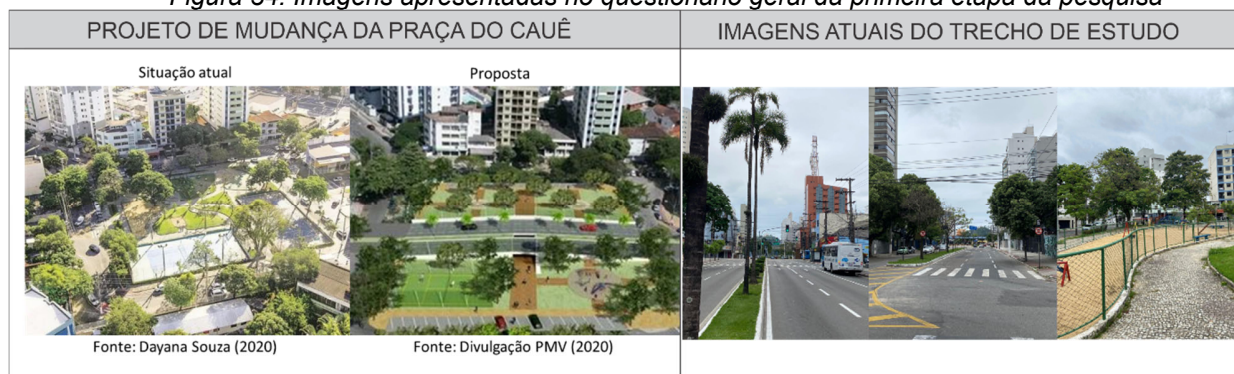 Figura 34: Imagens apresentadas no questionário geral da primeira etapa da pesquisa
PROJETO DE MUDANÇA DA PRAÇA DO CAUÊ
IMAGENS ATUAIS DO TRECHO DE ESTUDO
Situação atual
Proposta
Fonte: Dayana Souza (2020)
Fonte: Divulgação PMV (2020)